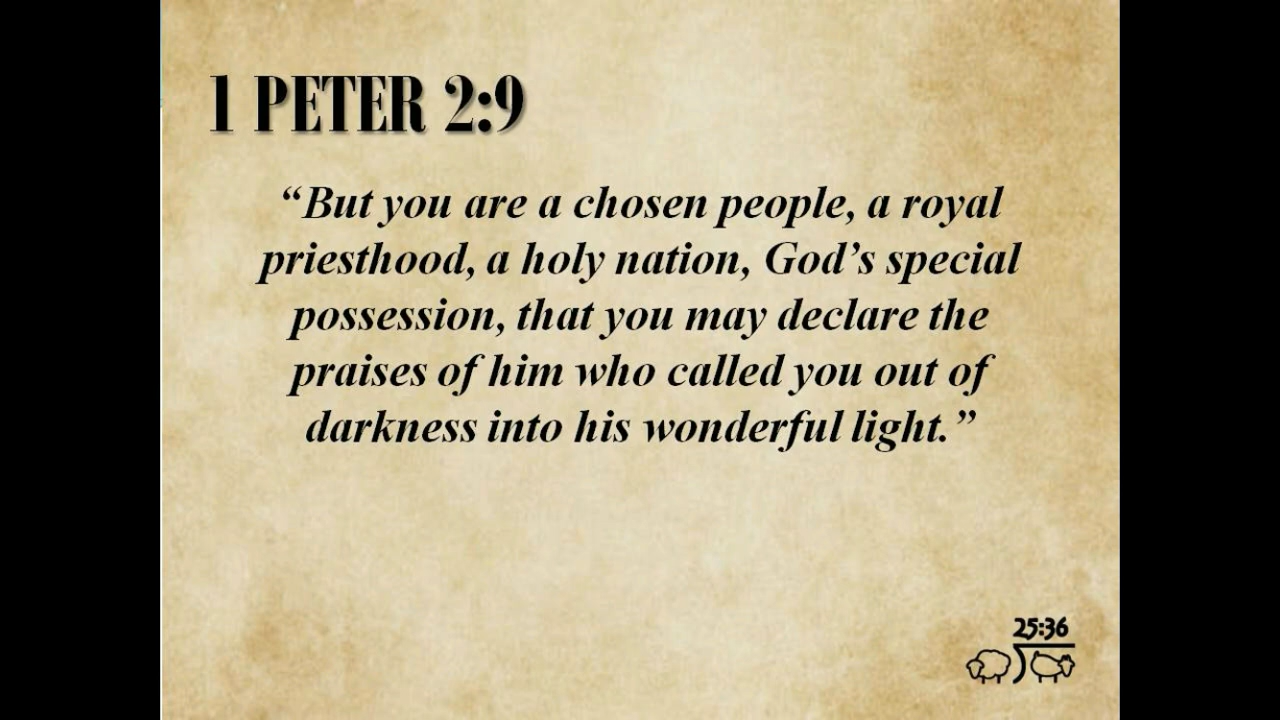 1 PETER 2:9
“But you are a chosen people, a royal
priesthood, a holy nation, God’s special
possession, that you may declare the
praises of him who called you out of
darkness into his wonderful light.”
25:36